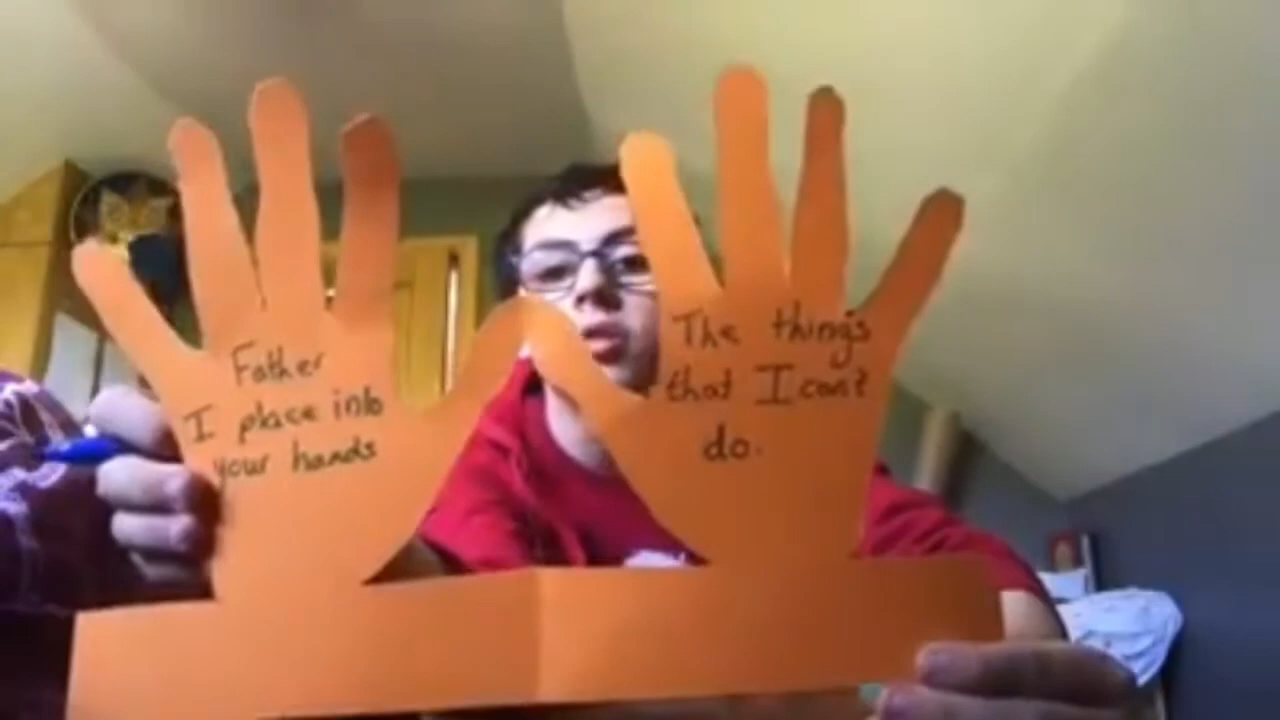 Father
I place into
your hands
The things
that I can't
do.